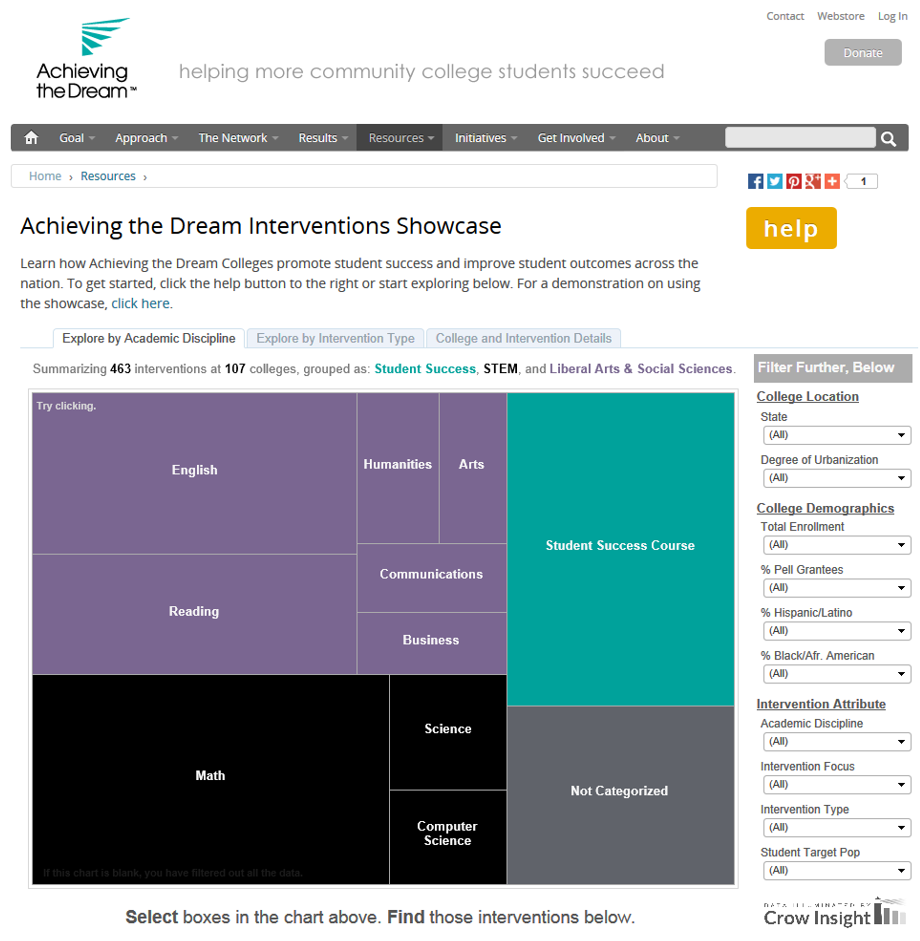 Contact Webstore Log In
Donate
Achieving
the Dream™
helping more community college students succeed
Goal Approach The Network Results Resources Initiatives Get Involved About
Home › Resources ›
1
Achieving the Dream Interventions Showcase
help
Learn how Achieving the Dream Colleges promote student success and improve student outcomes across the
nation. To get started, click the help button to the right or start exploring below. For a demonstration on using
the showcase, click here.
Explore by Academic Discipline Explore by Intervention Type College and Intervention Details
Summarizing 463 interventions at 107 colleges, grouped as: Student Success, STEM, and Liberal Arts & Social Sciences.
Try clicking.
English
Humanities
Arts
Student Success Course
Communications
Reading
Business
Science
Math
Not Categorized
Computer
Science
If this chart is blank, you have filtered out all the data.
Select boxes in the chart above. Find those interventions below.
Filter Further, Below
College Location
State
(All)
Degree of Urbanization
(All)
College Demographics
Total Enrollment
(All)
% Pell Grantees
(All)
% Hispanic/Latino
(All)
% Black/Afr. American
(All)
Intervention Attribute
Academic Discipline
(All)
Intervention Focus
(All)
Intervention Type
(All)
Student Target Pop
(All)
DATA ILLUMINATED BY
Crow Insight